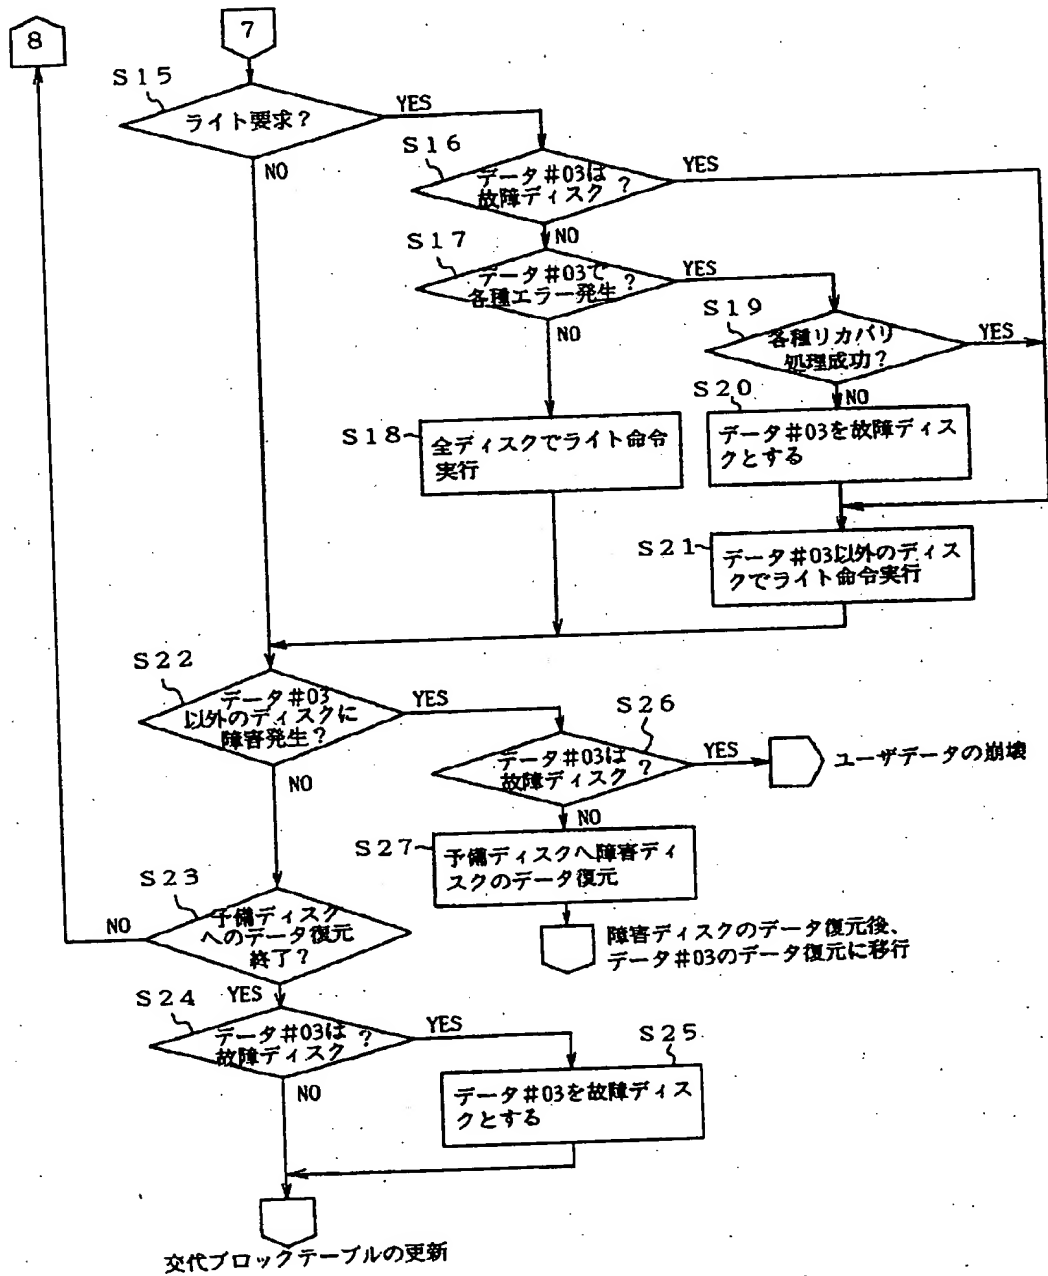 8
7
S15
ライト要求?
YES
NO
S16
データ#03は
故障ディスク?
YES
NO
S17
データ#03で
各種エラー発生?
YES
NO
S19
各種リカバリ
処理成功?
YES
NO
S18
全ディスクでライト命令
実行
S20
データ#03を故障ディス
クとする
S21
データ#03以外のディス
クでライト命令実行
S22
データ#03
以外のディスクに
障害発生?
YES
NO
S26
データ#03は
故障ディスク?
YES
ユーザデータの崩壊
NO
S27
予備ディスクへ障害ディ
スクのデータ復元
障害ディスクのデータ復元後、
データ#03のデータ復元に移行
S23
予備ディスク
へのデータ復元
終了?
NO
YES
S24
データ#03は
故障ディスク?
YES
NO
S25
データ#03を故障ディス
クとする
交代ブロックテーブルの更新